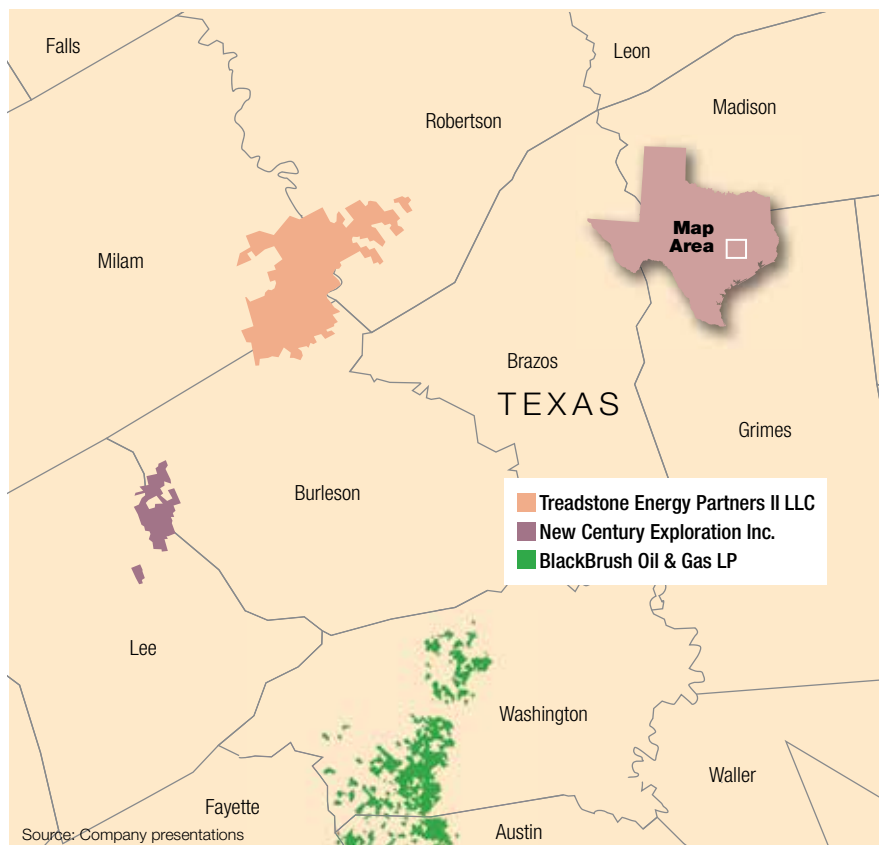 Falls
Leon
Madison
Robertson
Map
Area
Milam
Brazos
TEXAS
Grimes
Burleson
Treadstone Energy Partners II LLC
New Century Exploration Inc.
BlackBrush Oil & Gas LP
Lee
Washington
Waller
Fayette
Austin
Source: Company presentations